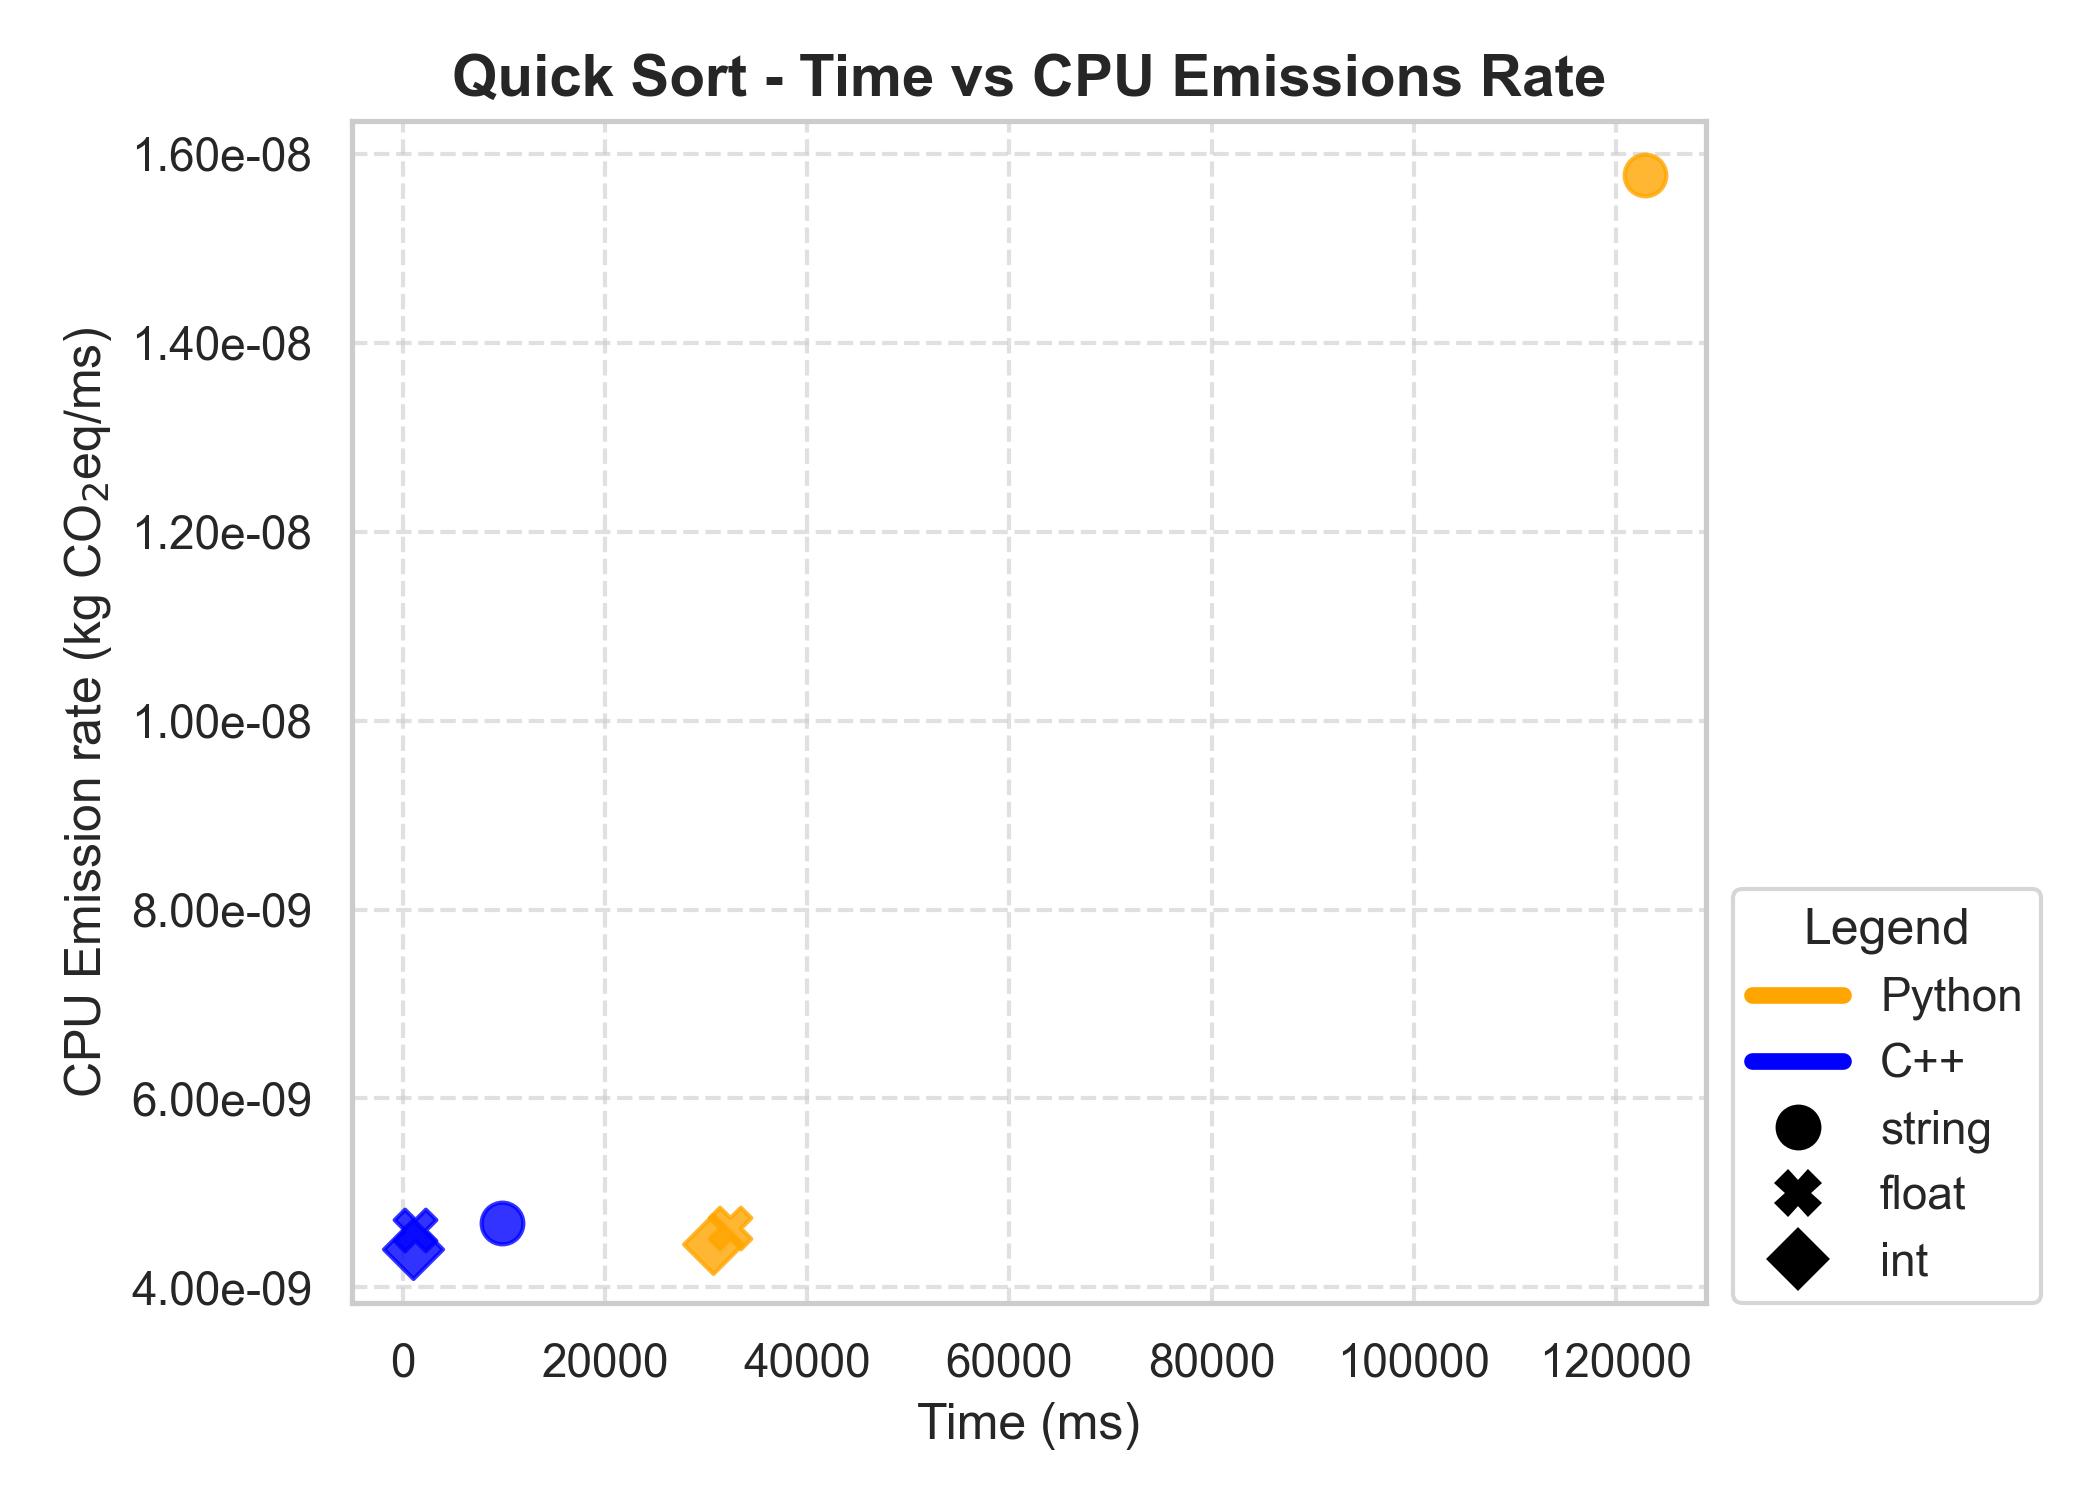 Quick Sort - Time vs CPU Emissions Rate
CPU Emission rate (kg CO₂eq/ms)
1.60e-08
1.40e-08
1.20e-08
1.00e-08
8.00e-09
6.00e-09
4.00e-09
0
20000
40000
60000
80000
100000
120000
Time (ms)
Legend
Python
C++
string
float
int